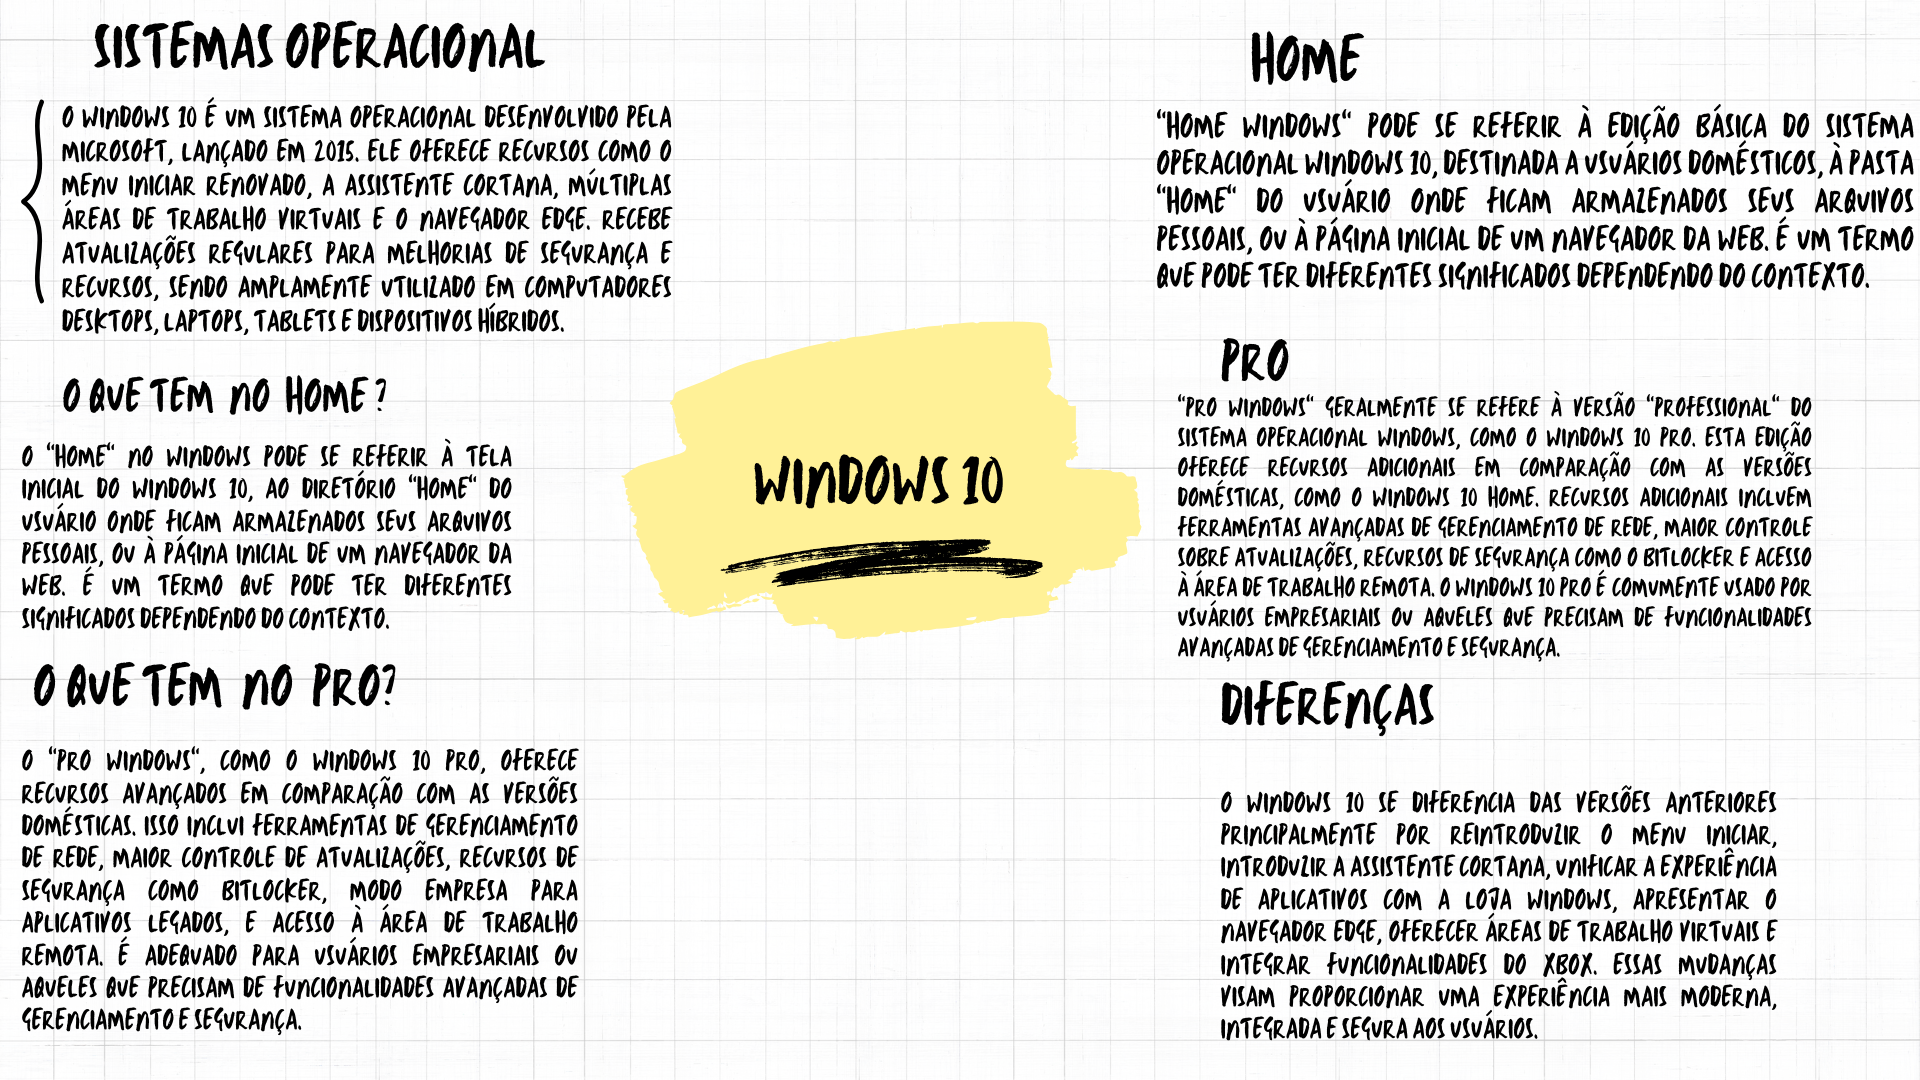 SISTEMAS OPERACIONAL
O WINDOWS 10 É UM SISTEMA OPERACIONAL DESENVOLVIDO PELA
MICROSOFT, LANÇADO EM 2015. ELE OFERECE RECURSOS COMO O
MENU INICIAR RENOVADO, A ASSISTENTE CORTANA, MÚLTIPLAS
ÁREAS DE TRABALHO VIRTUAIS E O NAVEGADOR EDGE. RECEBE
ATUALIZAÇÕES REGULARES PARA MELHORIAS DE SEGURANÇA E
RECURSOS, SENDO AMPLAMENTE UTILIZADO EM COMPUTADORES
DESKTOPS, LAPTOPS, TABLETS E DISPOSITIVOS HÍBRIDOS.
O QUE TEM NO HOME ?
O "HOME" NO WINDOWS PODE SE REFERIR À TELA
INICIAL DO WINDOWS 10, AO DIRETÓRIO "HOME" DO
USUÁRIO ONDE FICAM ARMAZENADOS SEUS ARQUIVOS
PESSOAIS, OU À PÁGINA INICIAL DE UM NAVEGADOR DA
WEB. É UM TERMO QUE PODE TER DIFERENTES
SIGNIFICADOS DEPENDENDO DO CONTEXTO.
O QUE TEM NO PRO?
O "PRO WINDOWS", COMO O WINDOWS 10 PRO, OFERECE
RECURSOS AVANÇADOS EM COMPARAÇÃO COM AS VERSÕES
DOMÉSTICAS. ISSO INCLUI FERRAMENTAS DE GERENCIAMENTO
DE REDE, MAIOR CONTROLE DE ATUALIZAÇÕES, RECURSOS DE
SEGURANÇA COMO BITLOCKER, MODO EMPRESA PARA
APLICATIVOS LEGADOS, E ACESSO À ÁREA DE TRABALHO
REMOTA. É ADEQUADO PARA USUÁRIOS EMPRESARIAIS OU
AQUELES QUE PRECISAM DE FUNCIONALIDADES AVANÇADAS DE
GERENCIAMENTO E SEGURANÇA.
WINDOWS 10
HOME
"HOME WINDOWS" PODE SE REFERIR À EDIÇÃO BÁSICA DO SISTEMA
OPERACIONAL WINDOWS 10, DESTINADA A USUÁRIOS DOMÉSTICOS, À PASTA
"HOME" DO USUÁRIO ONDE FICAM ARMAZENADOS SEUS ARQUIVOS
PESSOAIS, OU À PÁGINA INICIAL DE UM NAVEGADOR DA WEB. É UM TERMO
QUE PODE TER DIFERENTES SIGNIFICADOS DEPENDENDO DO CONTEXTO.
PRO
"PRO WINDOWS" GERALMENTE SE REFERE À VERSÃO "PROFESSIONAL" DO
SISTEMA OPERACIONAL WINDOWS, COMO O WINDOWS 10 PRO. ESTA EDIÇÃO
OFERECE RECURSOS ADICIONAIS EM COMPARAÇÃO COM AS VERSÕES
DOMÉSTICAS, COMO O WINDOWS 10 HOME. RECURSOS ADICIONAIS INCLUEM
FERRAMENTAS AVANÇADAS DE GERENCIAMENTO DE REDE, MAIOR CONTROLE
SOBRE ATUALIZAÇÕES, RECURSOS DE SEGURANÇA COMO O BITLOCKER E ACESSO
À ÁREA DE TRABALHO REMOTA. O WINDOWS 10 PRO É COMUMENTE USADO POR
USUÁRIOS EMPRESARIAIS OU AQUELES QUE PRECISAM DE FUNCIONALIDADES
AVANÇADAS DE GERENCIAMENTO E SEGURANÇA.
DIFERENÇAS
O WINDOWS 10 SE DIFERENCIA DAS VERSÕES ANTERIORES
PRINCIPALMENTE POR REINTRODUZIR O MENU INICIAR,
INTRODUZIR A ASSISTENTE CORTANA, UNIFICAR A EXPERIÊNCIA
DE APLICATIVOS COM A LOJA WINDOWS, APRESENTAR O
NAVEGADOR EDGE, OFERECER ÁREAS DE TRABALHO VIRTUAIS E
INTEGRAR FUNCIONALIDADES DO XBOX. ESSAS MUDANÇAS
VISAM PROPORCIONAR UMA EXPERIÊNCIA MAIS MODERNA,
INTEGRADA E SEGURA AOS USUÁRIOS.